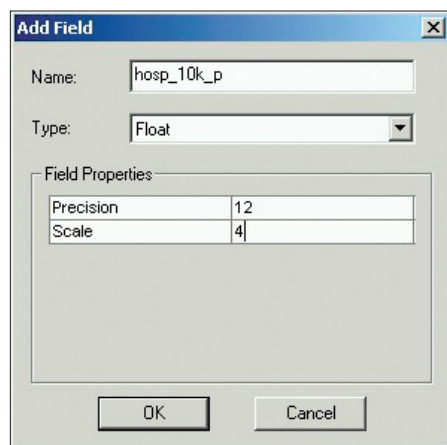 Add Field
Name: hosp_10k_p
Type: Float
Field Properties
Precision 12
Scale 4
OK Cancel